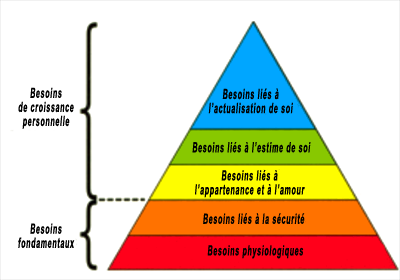 Besoins
de croissance
personnelle
Besoins
fondamentaux
Besoins liés à
l'actualisation de soi
Besoins liés à l'estime de soi
Besoins liés à
l'appartenance et à l'amour
Besoins liés à la sécurité
Besoins physiologiques